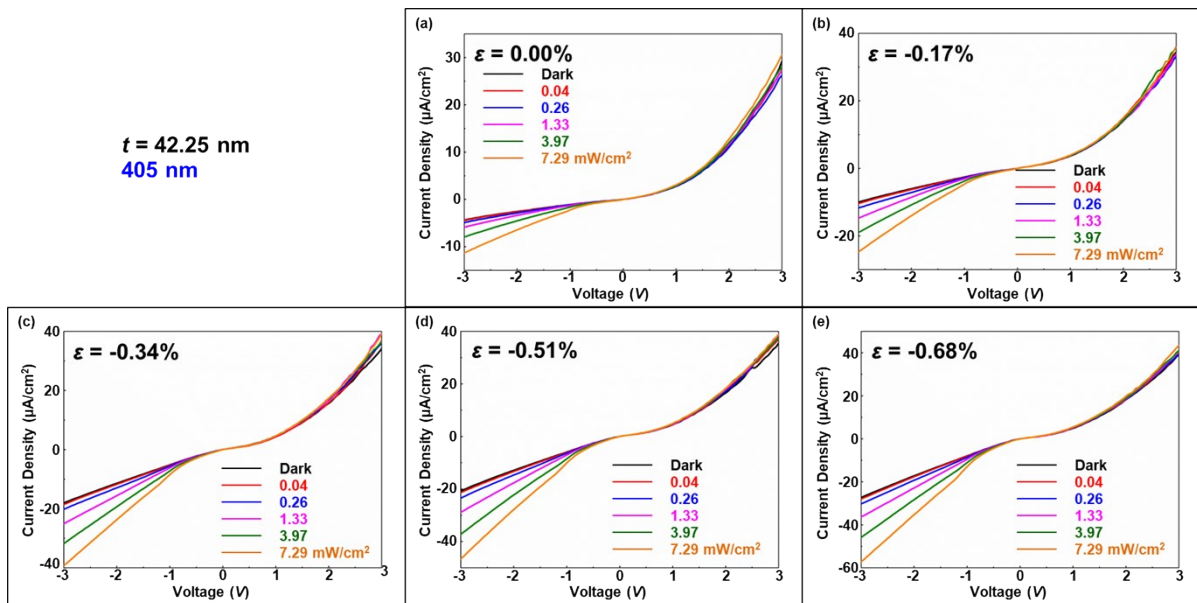 t = 42.25 nm
405 nm
(a)
ε = 0.00%
Dark
0.04
0.26
1.33
3.97
7.29 mW/cm²
Current Density (µA/cm²)
30
20
10
0
-10
-3 -2 -1 0 1 2 3
Voltage (V)
(b)
ε = -0.17%
Dark
0.04
0.26
1.33
3.97
7.29 mW/cm²
Current Density (µA/cm²)
40
20
0
-20
-3 -2 -1 0 1 2 3
Voltage (V)
(c)
ε = -0.34%
Dark
0.04
0.26
1.33
3.97
7.29 mW/cm²
Current Density (µA/cm²)
40
20
0
-20
-40
-3 -2 -1 0 1 2 3
Voltage (V)
(d)
ε = -0.51%
Dark
0.04
0.26
1.33
3.97
7.29 mW/cm²
Current Density (µA/cm²)
40
20
0
-20
-40
-3 -2 -1 0 1 2 3
Voltage (V)
(e)
ε = -0.68%
Dark
0.04
0.26
1.33
3.97
7.29 mW/cm²
Current Density (µA/cm²)
40
20
0
-20
-40
-60
-3 -2 -1 0 1 2 3
Voltage (V)